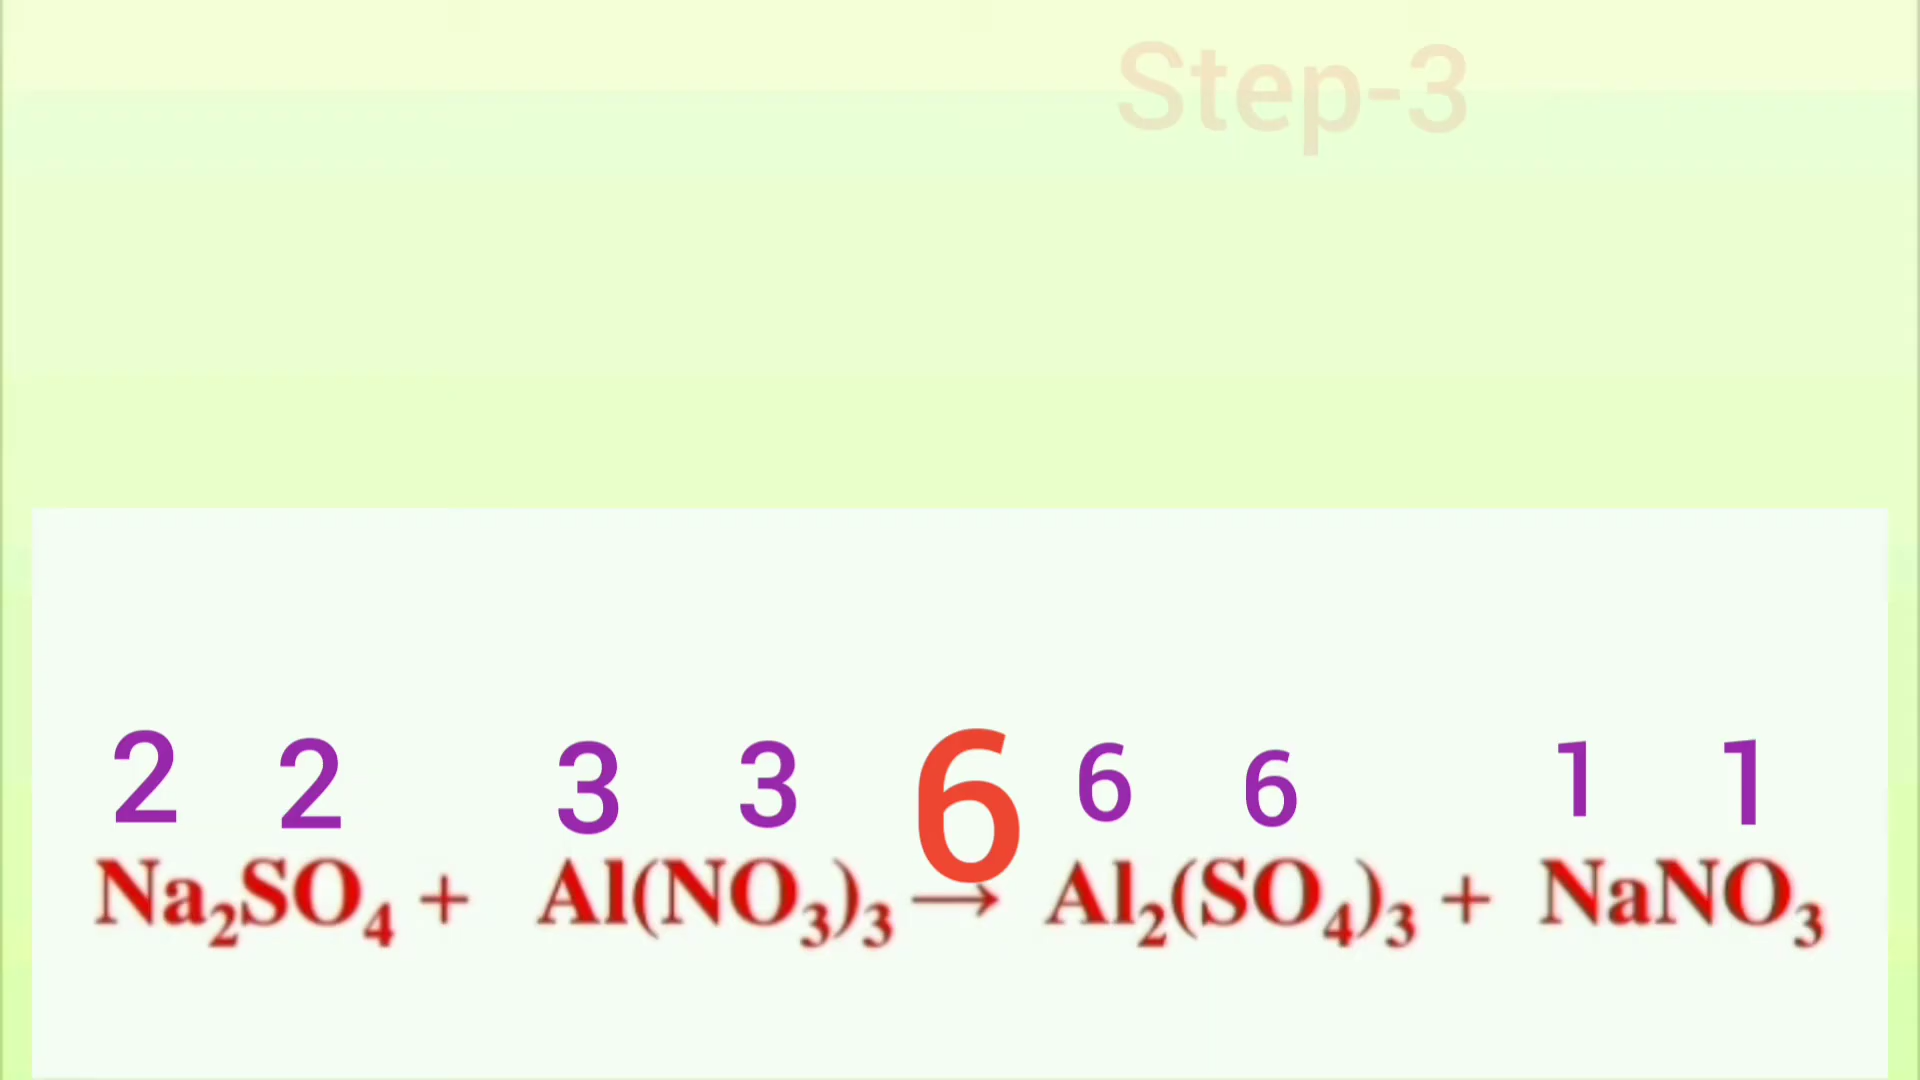 Step-3
2 2 3 3 6 6 6 1 1
Na₂SO₄ + Al(NO₃)₃ → Al₂(SO₄)₃ + NaNO₃